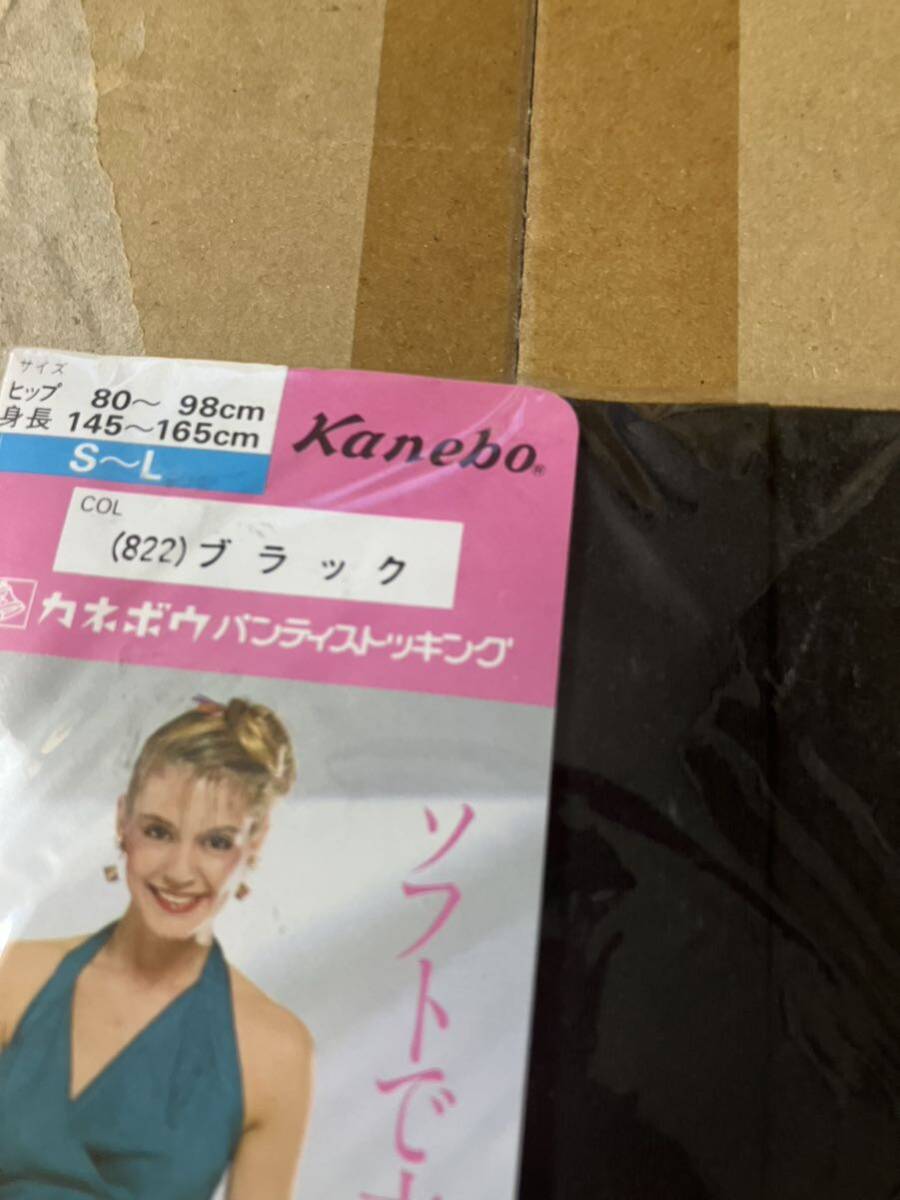 サイズ
ヒップ 80〜 98cm
身長 145〜165cm
S〜L
Kanebo®
COL
(822)ブラック
カネボウパンティストッキング
ソフトで